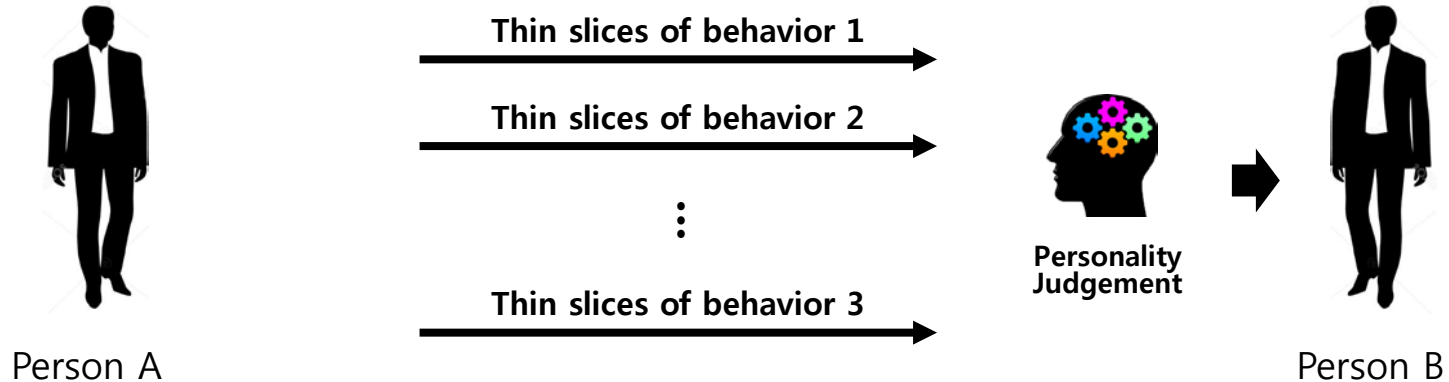 Thin slices of behavior 1
Thin slices of behavior 2
⋮
Thin slices of behavior 3
Personality
Judgement
Person A
Person B